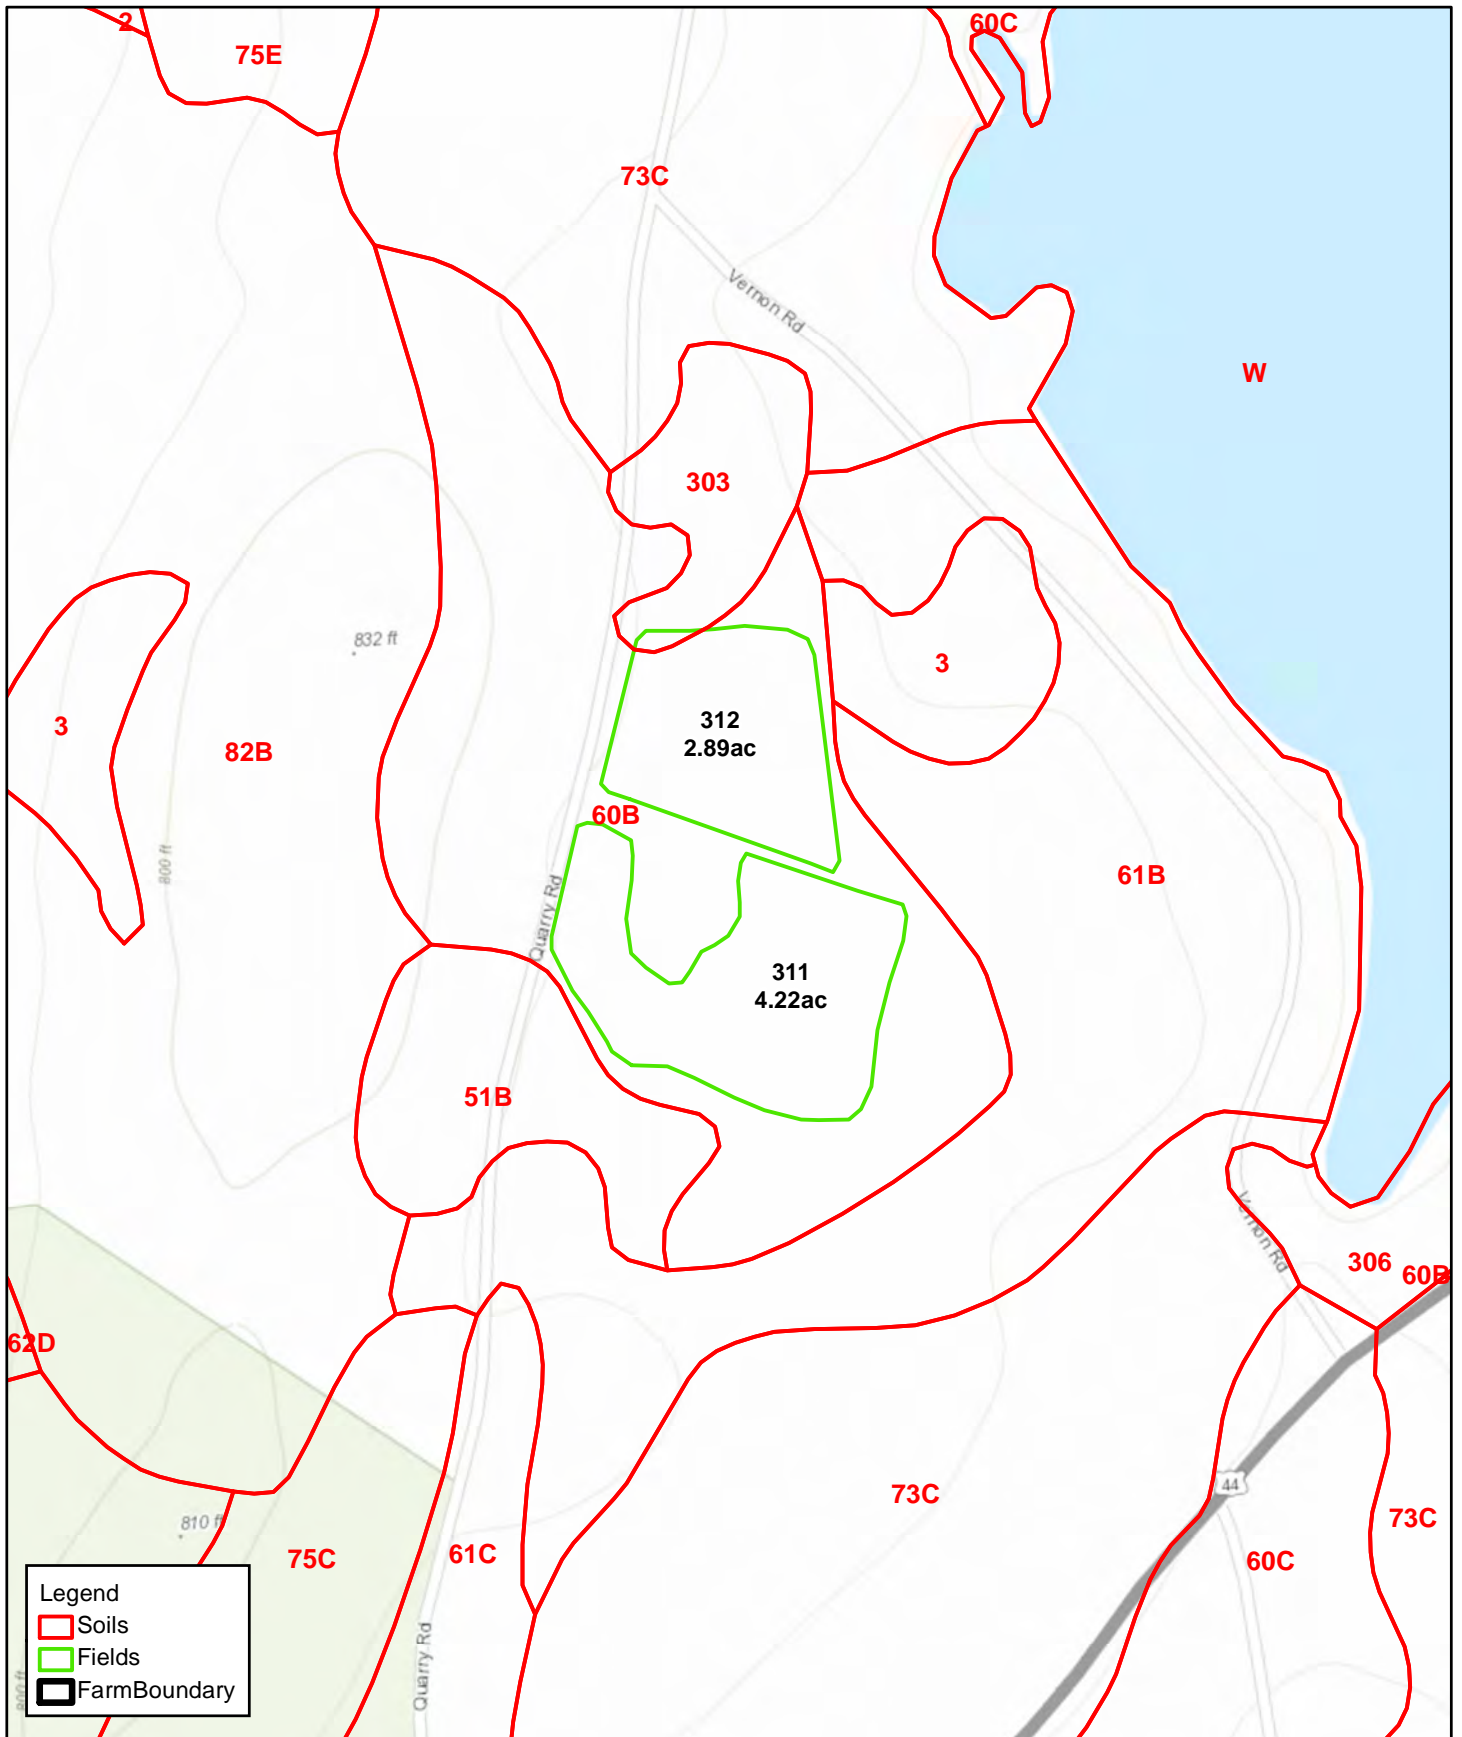 2
60C
75E
73C
Vernon Rd
W
303
832 ft
3
3
312
2.89ac
82B
60B
800 ft
61B
Quarry Rd
311
4.22ac
51B
Vernon Rd
306
60B
62D
73C
44
73C
810 ft
75C
61C
60C
Legend
Soils
Fields
FarmBoundary
Quarry Rd
800 ft